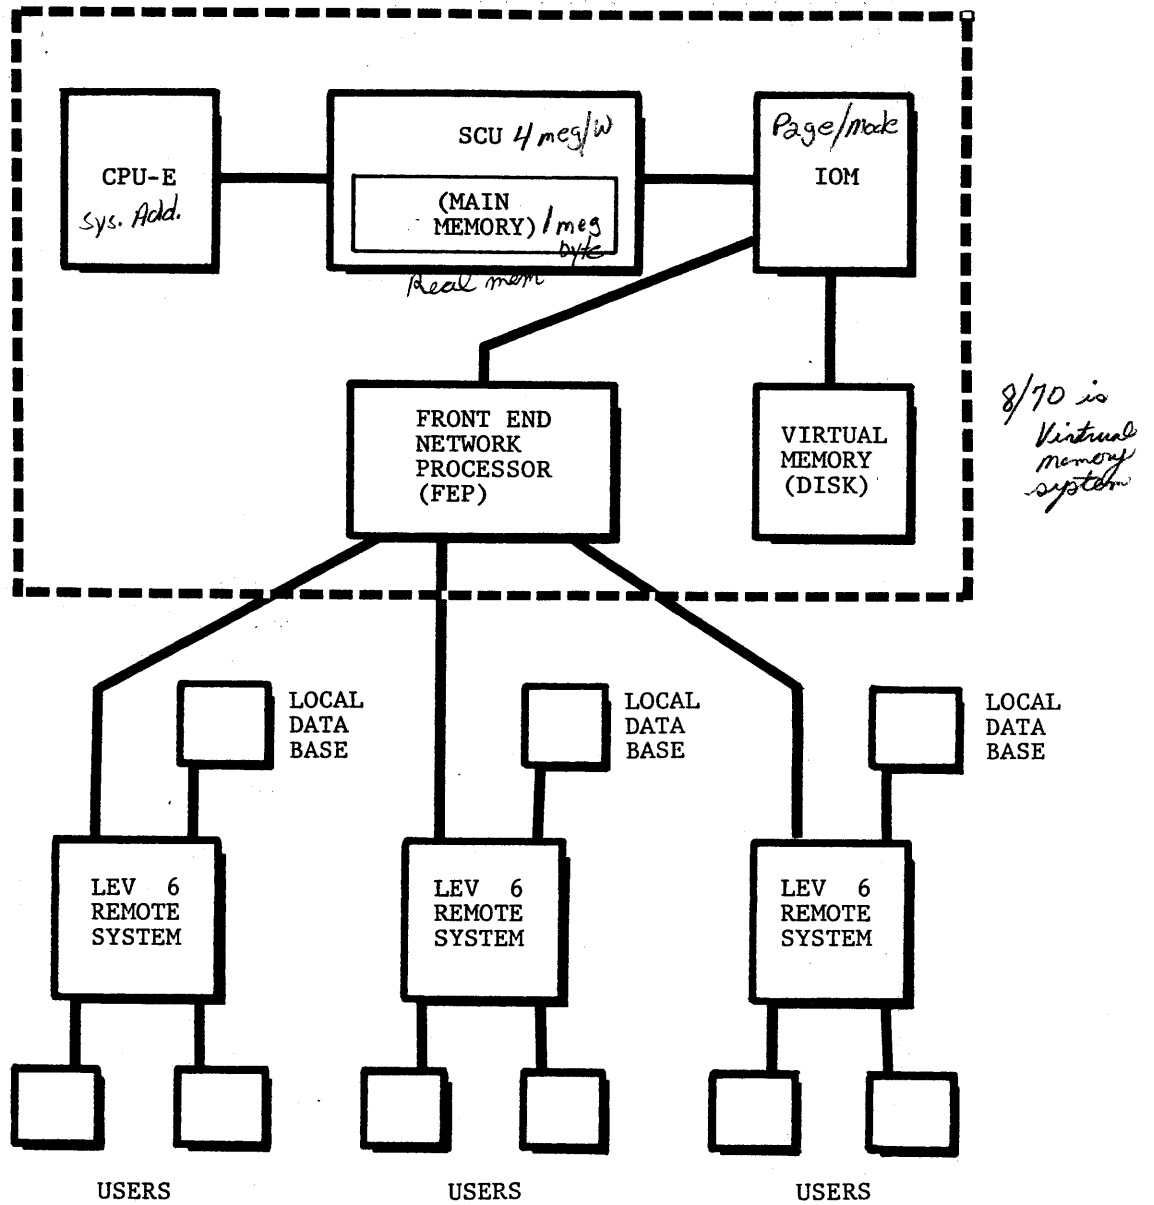 Page/mode
SCU 4 meg/W
CPU-E
IOM
(MAIN
MEMORY) 1 meg
byte
Sys. Add.
Real mem
8/70 is
Virtrual
memory
system
FRONT END
NETWORK
PROCESSOR
(FEP)
VIRTUAL
MEMORY
(DISK)
LOCAL
DATA
BASE
LOCAL
DATA
BASE
LOCAL
DATA
BASE
LEV 6
REMOTE
SYSTEM
LEV 6
REMOTE
SYSTEM
LEV 6
REMOTE
SYSTEM
USERS
USERS
USERS